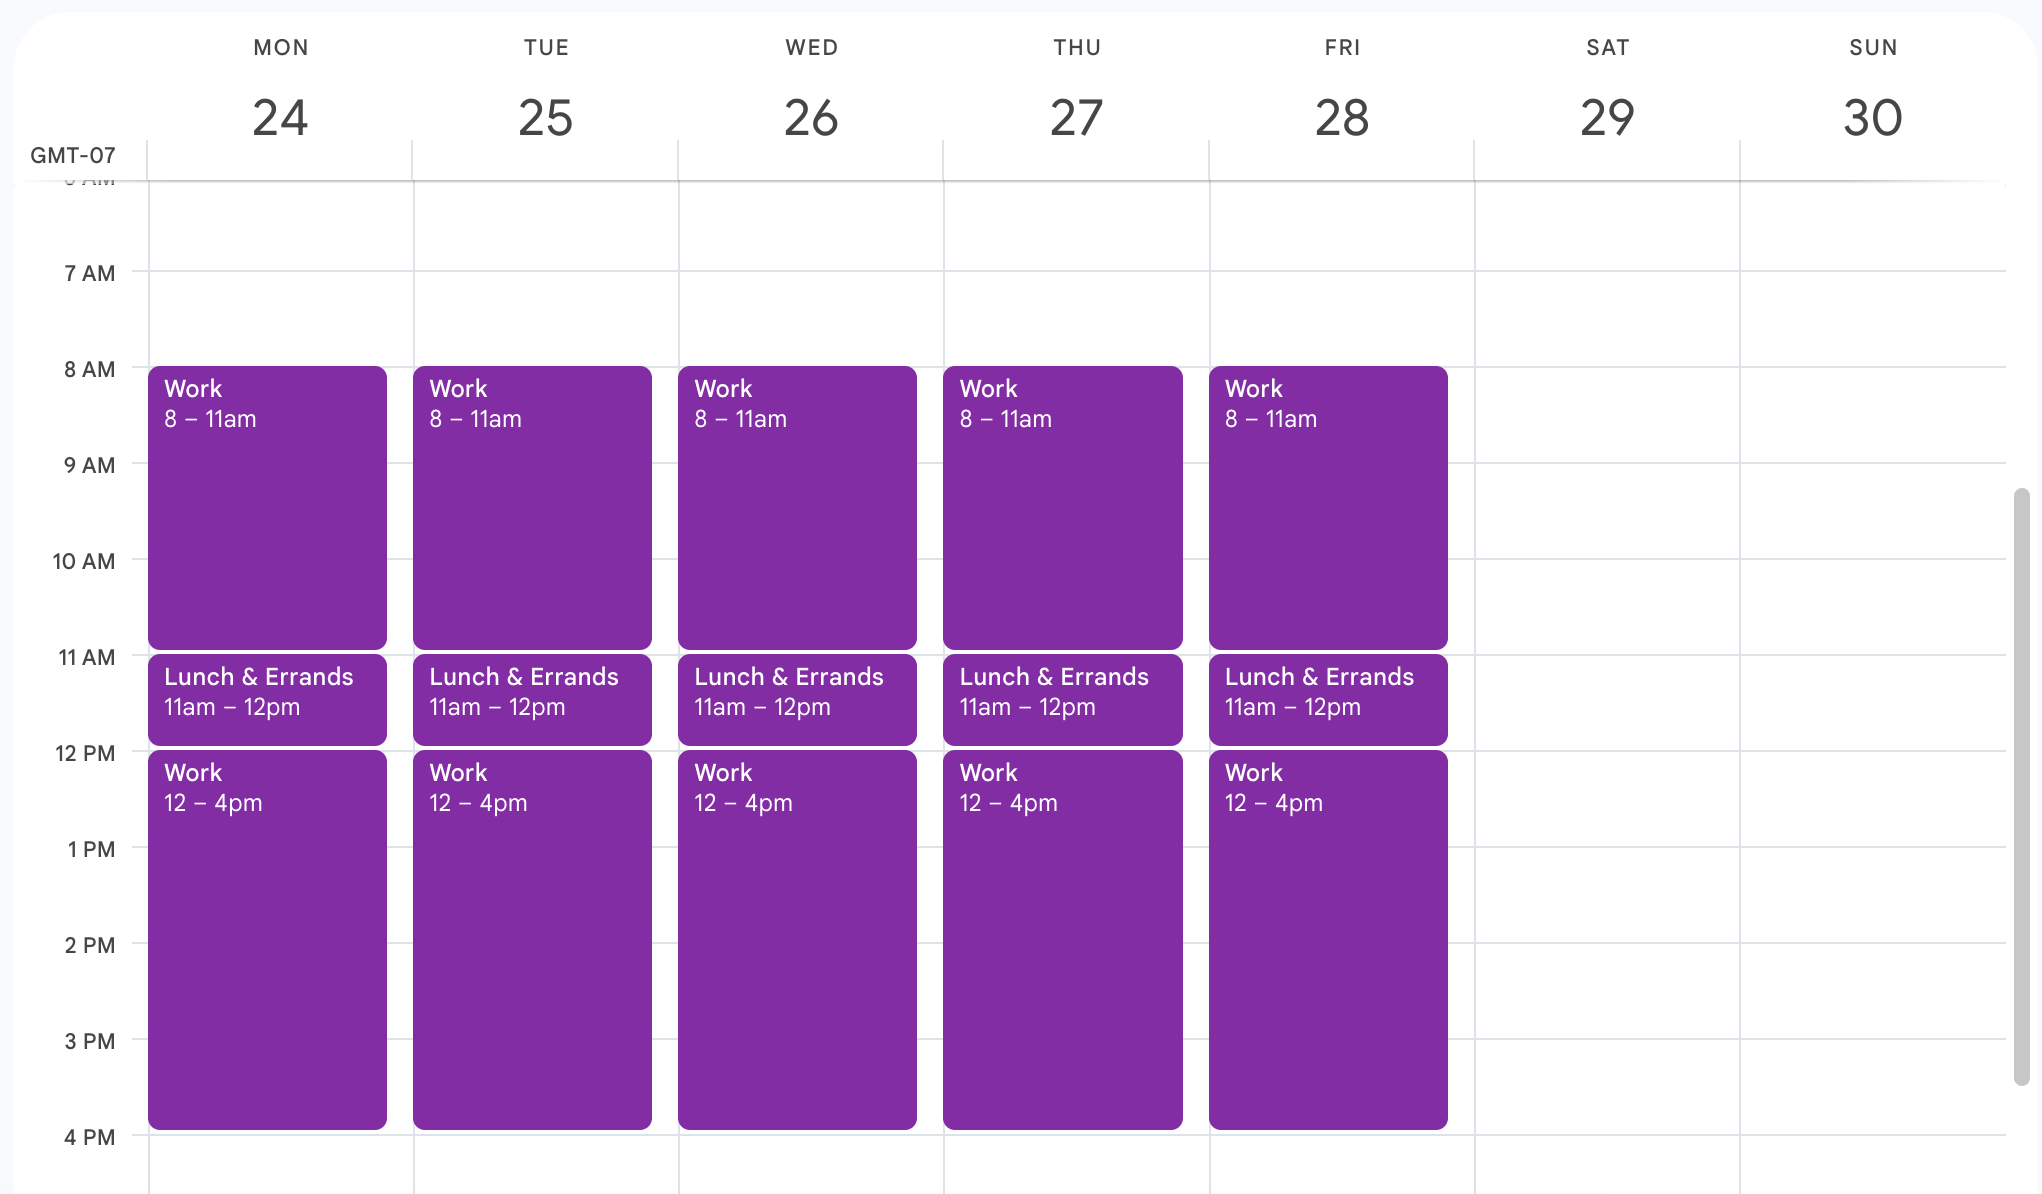 MON TUE WED THU FRI SAT SUN
24 25 26 27 28 29 30
GMT-07
7 AM
8 AM
Work Work Work Work Work
8 – 11am 8 – 11am 8 – 11am 8 – 11am 8 – 11am
9 AM
10 AM
11 AM
Lunch & Errands Lunch & Errands Lunch & Errands Lunch & Errands Lunch & Errands
11am – 12pm 11am – 12pm 11am – 12pm 11am – 12pm 11am – 12pm
12 PM
Work Work Work Work Work
12 – 4pm 12 – 4pm 12 – 4pm 12 – 4pm 12 – 4pm
1 PM
2 PM
3 PM
4 PM